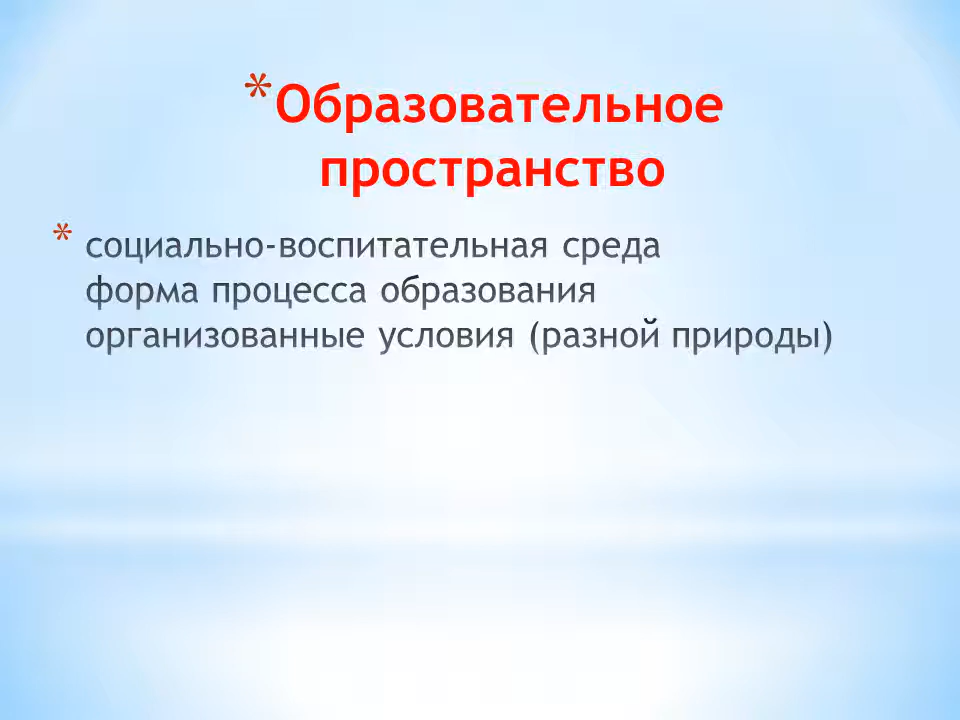 *Образовательное
пространство
* социально-воспитательная среда
форма процесса образования
организованные условия (разной природы)